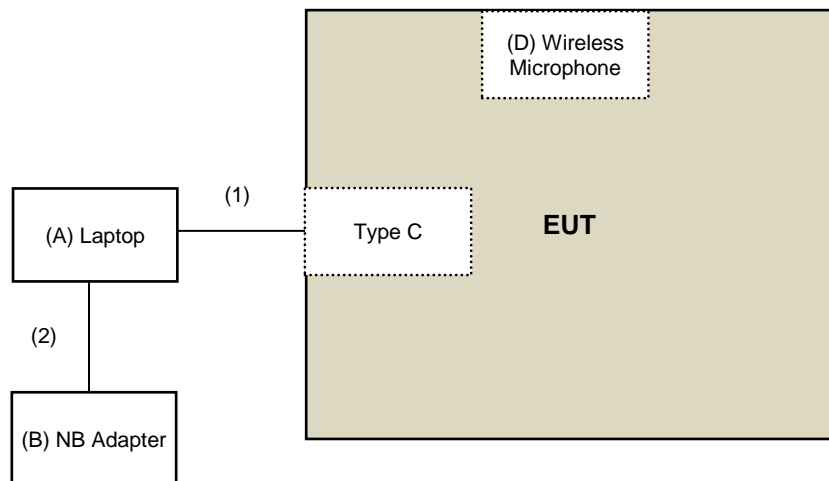 (D) Wireless
Microphone
(1)
(A) Laptop
Type C
EUT
(2)
(B) NB Adapter